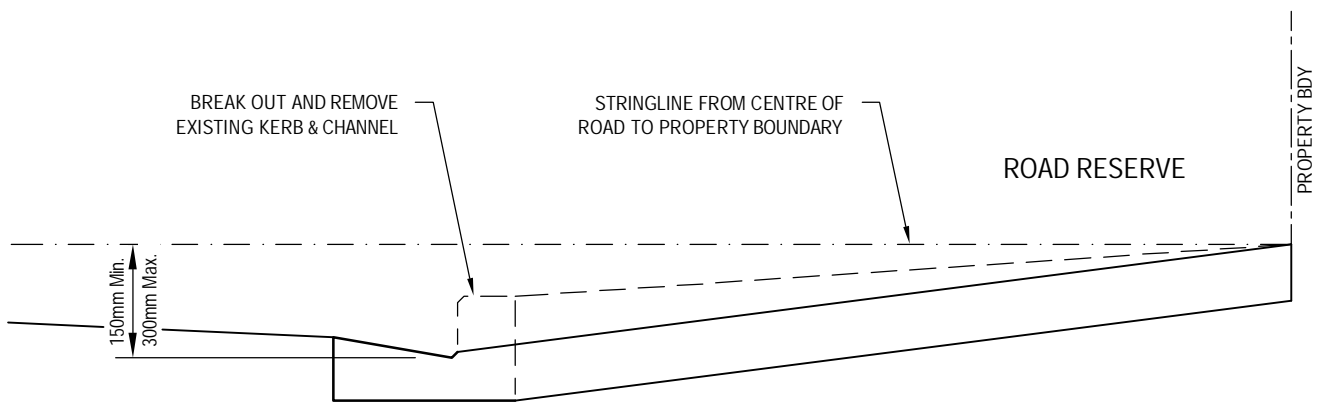 BREAK OUT AND REMOVE
EXISTING KERB & CHANNEL
STRINGLINE FROM CENTRE OF
ROAD TO PROPERTY BOUNDARY
ROAD RESERVE
PROPERTY BDY
150mm Min.
300mm Max.